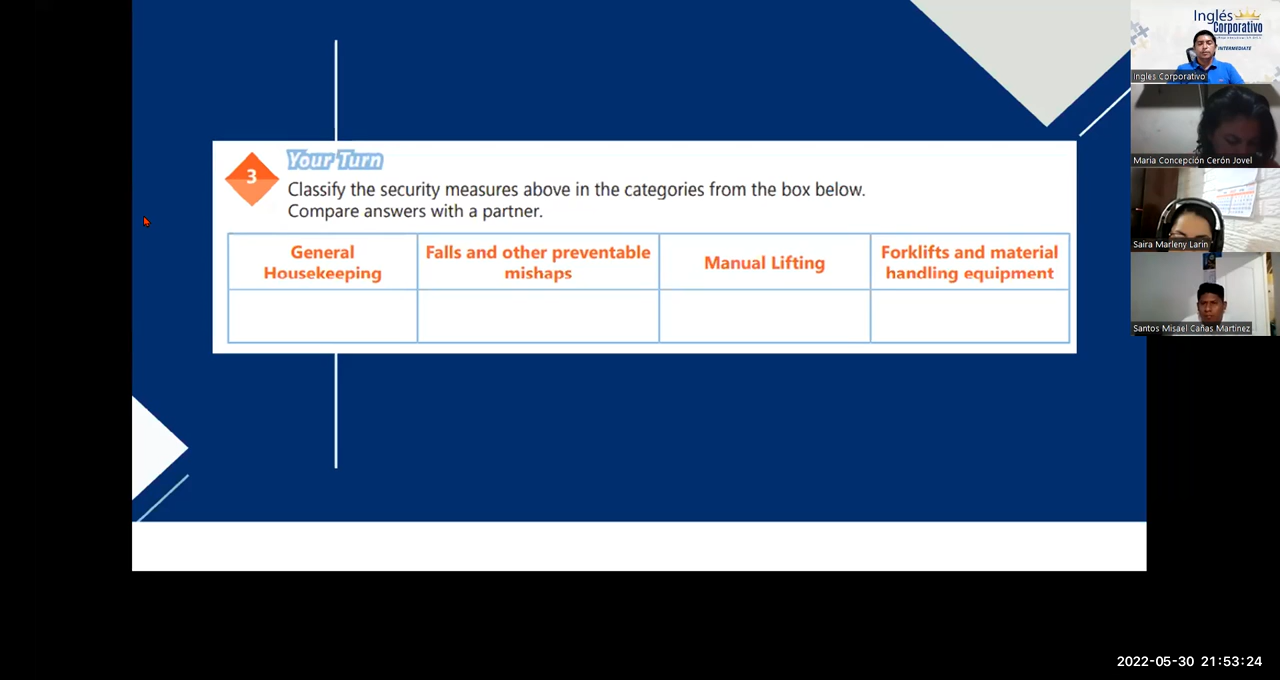 3
Your Turn
Classify the security measures above in the categories from the box below.
Compare answers with a partner.
General
Housekeeping
Falls and other preventable
mishaps
Manual Lifting
Forklifts and material
handling equipment
Inglés
Corporativo
INTERMEDIATE
Ingles Corporativo
Maria Concepción Cerón Jovel
Saira Marleny Larin
Santos Misael Cañas Martinez
2022-05-30 21:53:24